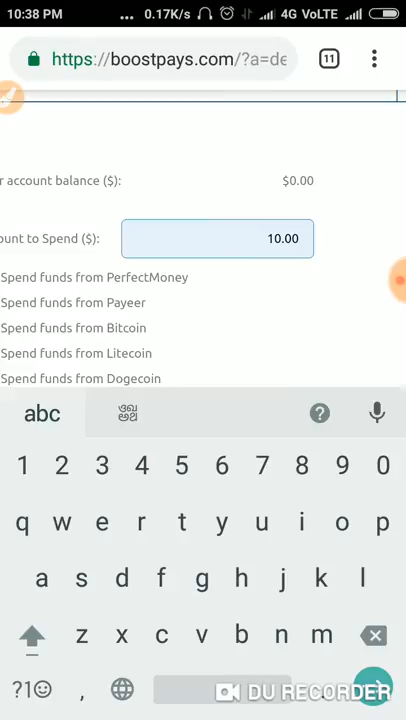 10:38 PM ... 0.17K/s 4G VoLTE
https://boostpays.com/?a=de
11
r account balance ($): $0.00
ount to Spend ($): 10.00
Spend funds from PerfectMoney
Spend funds from Payeer
Spend funds from Bitcoin
Spend funds from Litecoin
Spend funds from Dogecoin
abc ?
1 2 3 4 5 6 7 8 9 0
q w e r t y u i o p
a s d f g h j k l
z x c v b n m
?1☺ , .
DU RECORDER